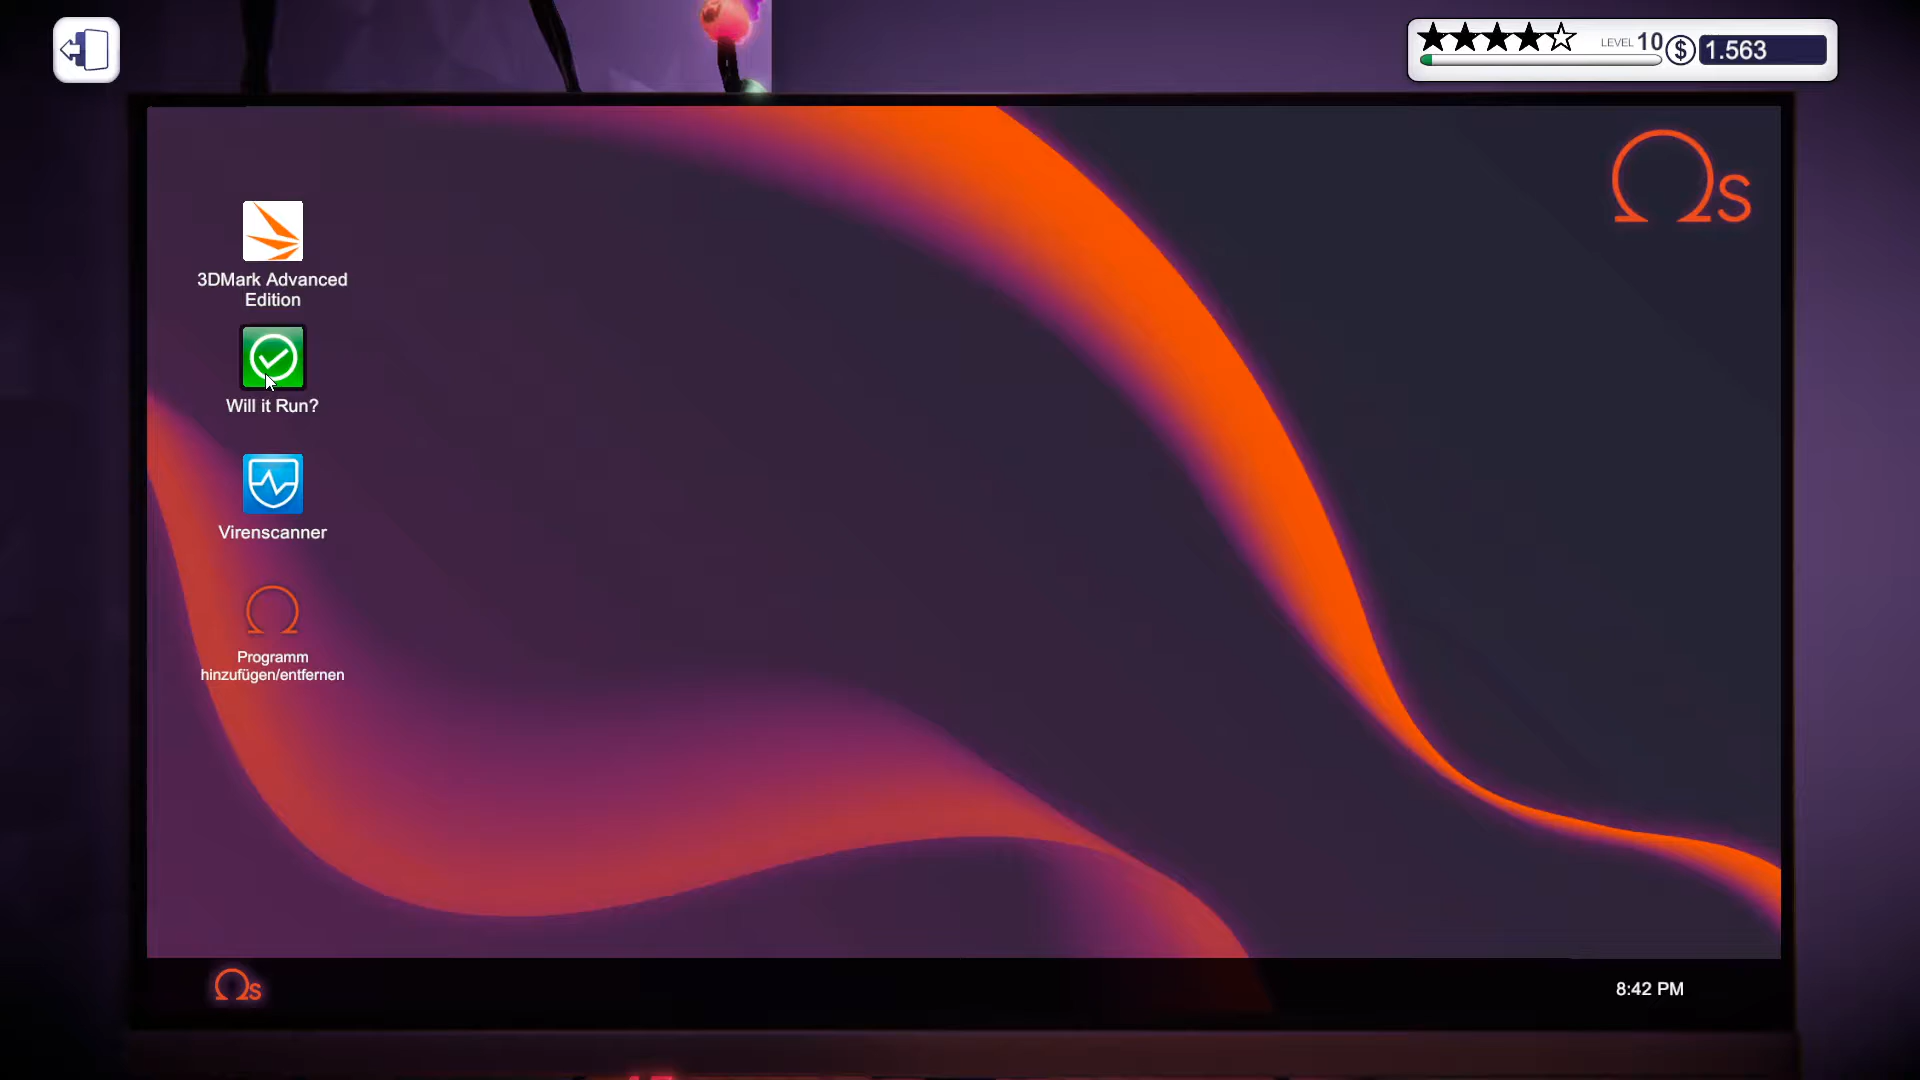 LEVEL 10
$ 1.563
Ωs
3DMark Advanced
Edition
Will it Run?
Virenscanner
Programm
hinzufügen/entfernen
Ωs
8:42 PM